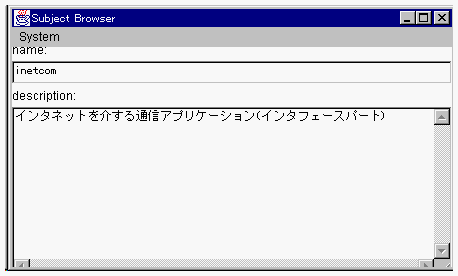 Subject Browser
System
name:
inetcom
description:
インタネットを介する通信アプリケーション(インタフェースパート)